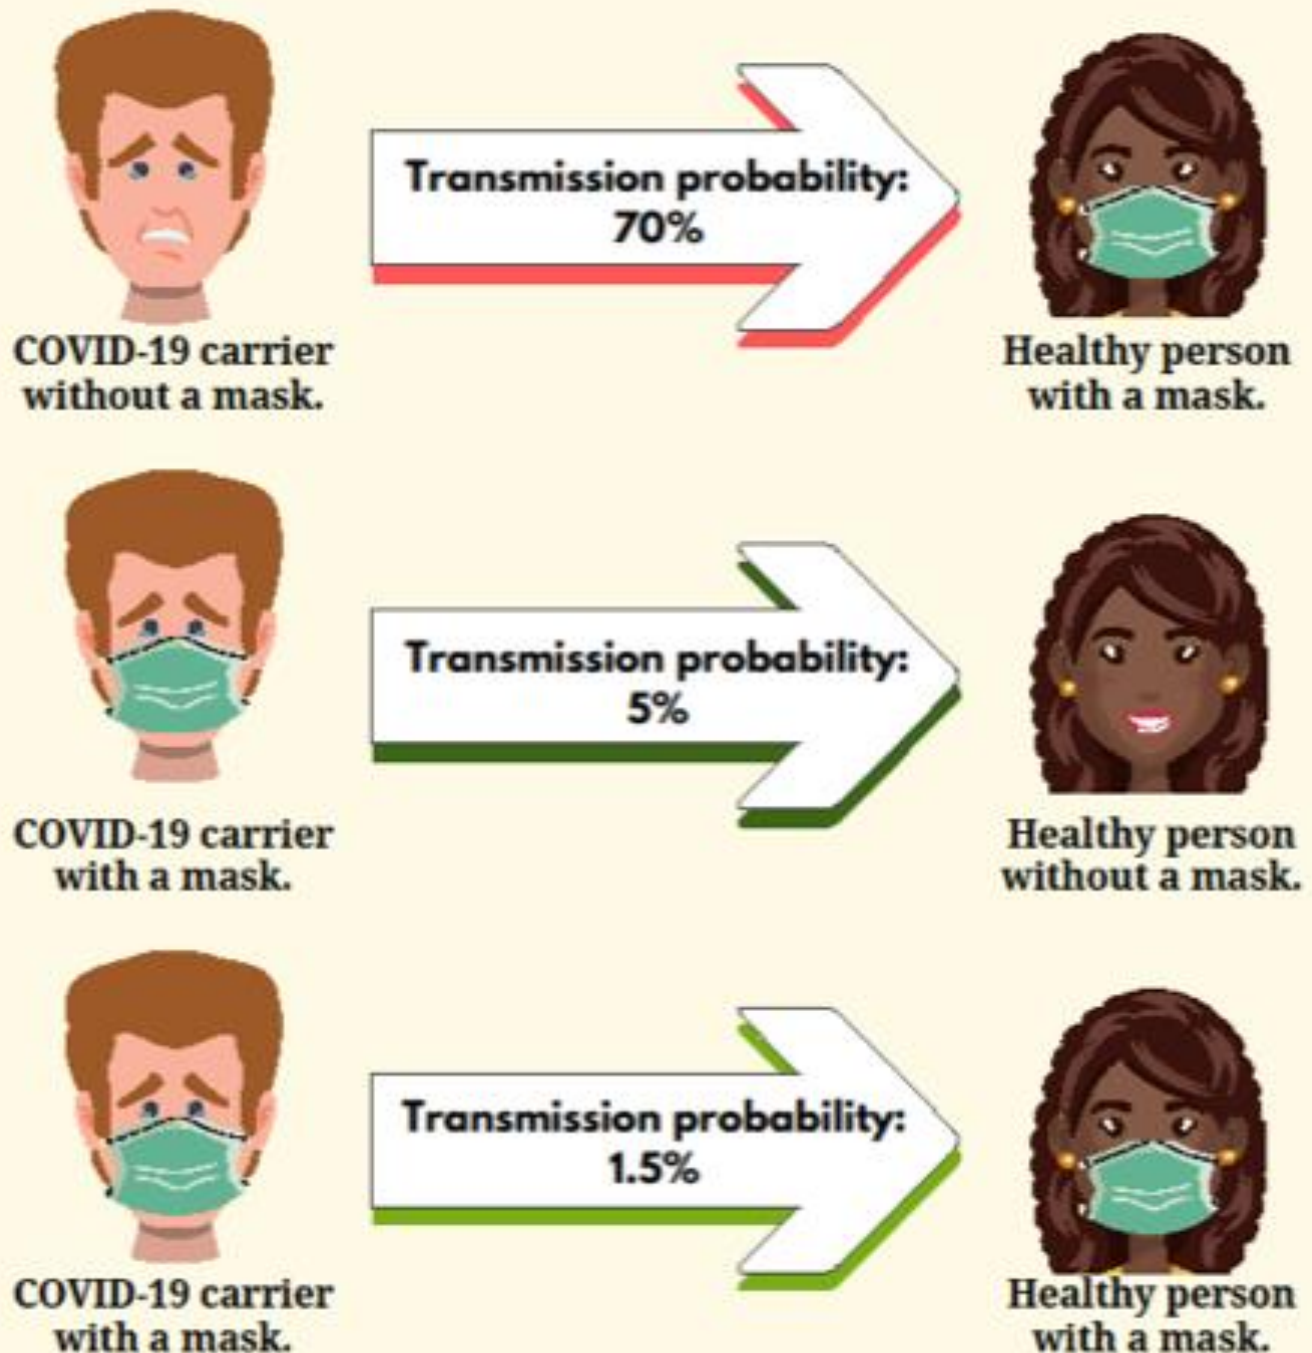 Transmission probability:
70%
COVID-19 carrier
without a mask.
Healthy person
with a mask.
Transmission probability:
5%
COVID-19 carrier
with a mask.
Healthy person
without a mask.
Transmission probability:
1.5%
COVID-19 carrier
with a mask.
Healthy person
with a mask.